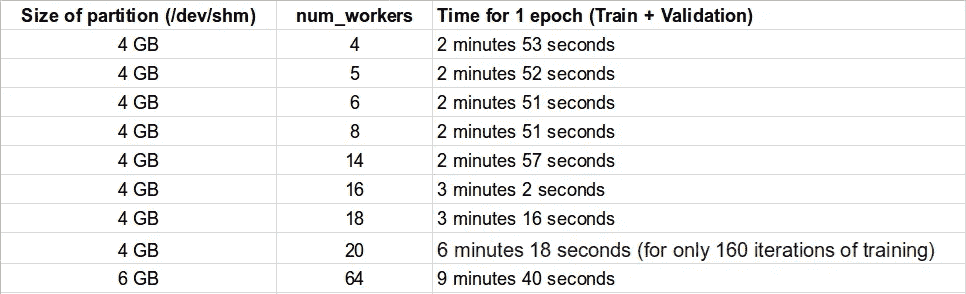 Size of partition (/dev/shm) num_workers Time for 1 epoch (Train + Validation)
4 GB 4 2 minutes 53 seconds
4 GB 5 2 minutes 52 seconds
4 GB 6 2 minutes 51 seconds
4 GB 8 2 minutes 51 seconds
4 GB 14 2 minutes 57 seconds
4 GB 16 3 minutes 2 seconds
4 GB 18 3 minutes 16 seconds
4 GB 20 6 minutes 18 seconds (for only 160 iterations of training)
6 GB 64 9 minutes 40 seconds